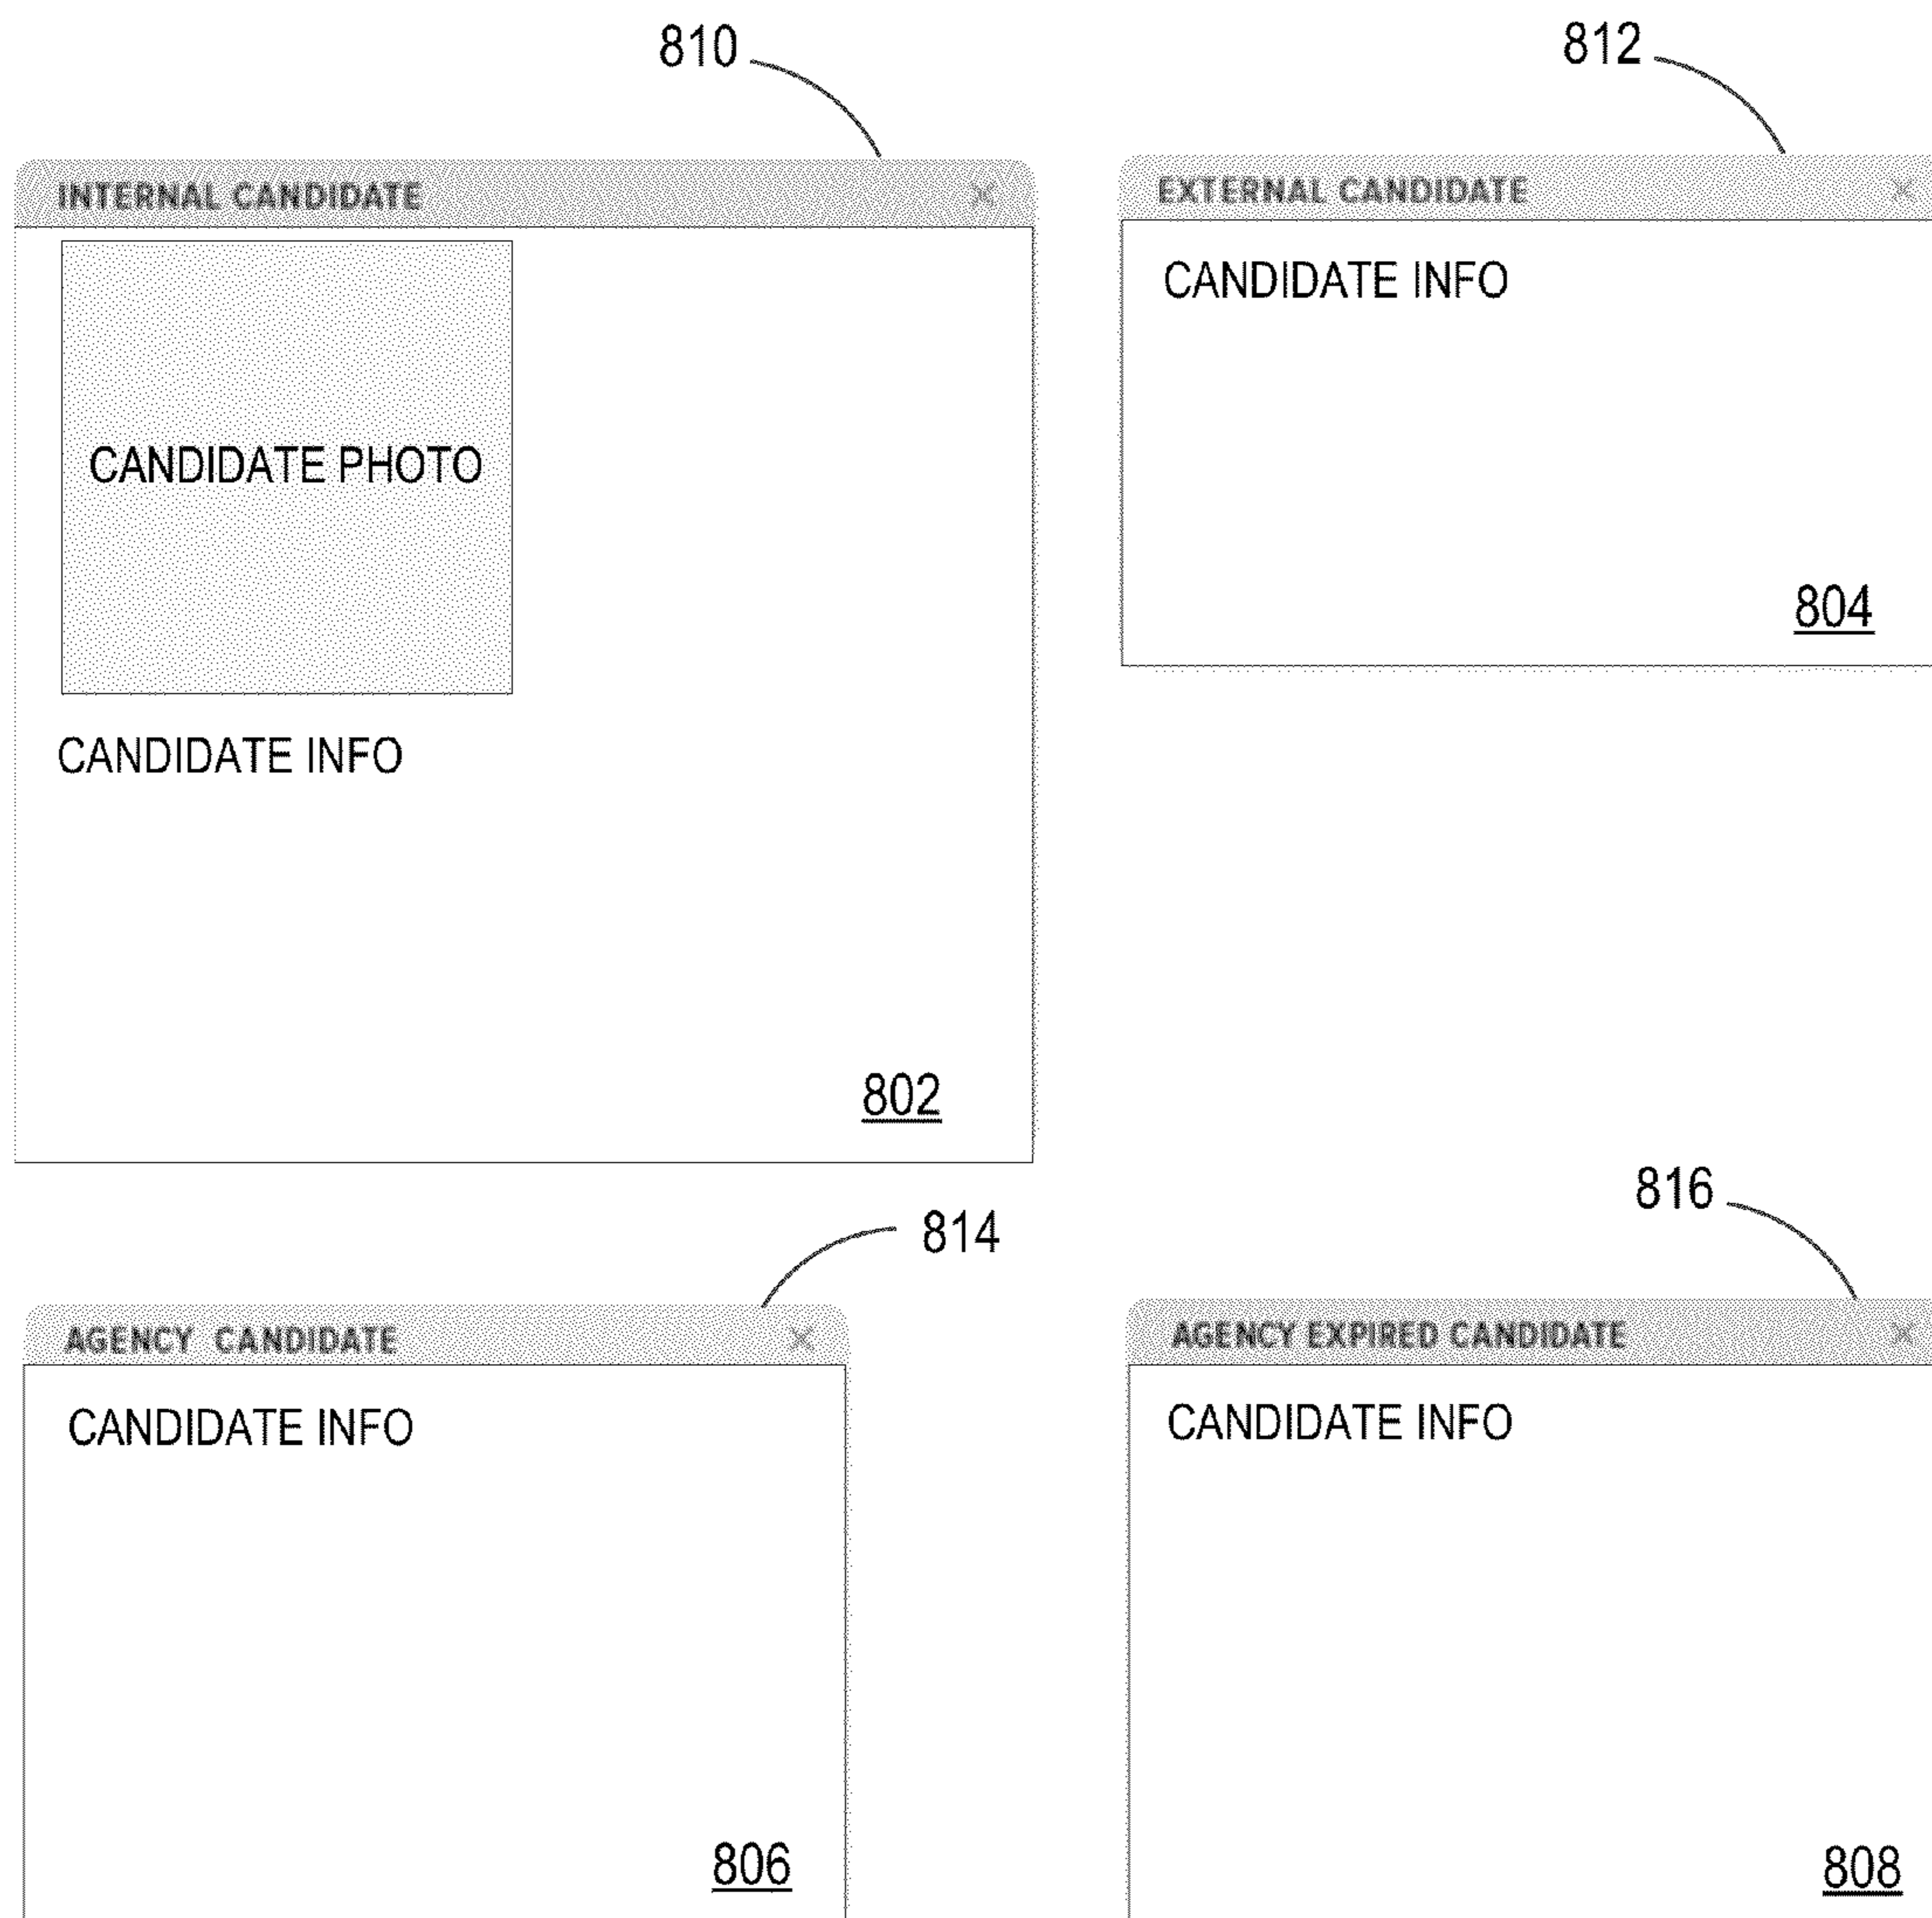 810
INTERNAL CANDIDATE ×
CANDIDATE PHOTO
CANDIDATE INFO
802
812
EXTERNAL CANDIDATE ×
CANDIDATE INFO
804
814
AGENCY CANDIDATE ×
CANDIDATE INFO
806
816
AGENCY EXPIRED CANDIDATE ×
CANDIDATE INFO
808